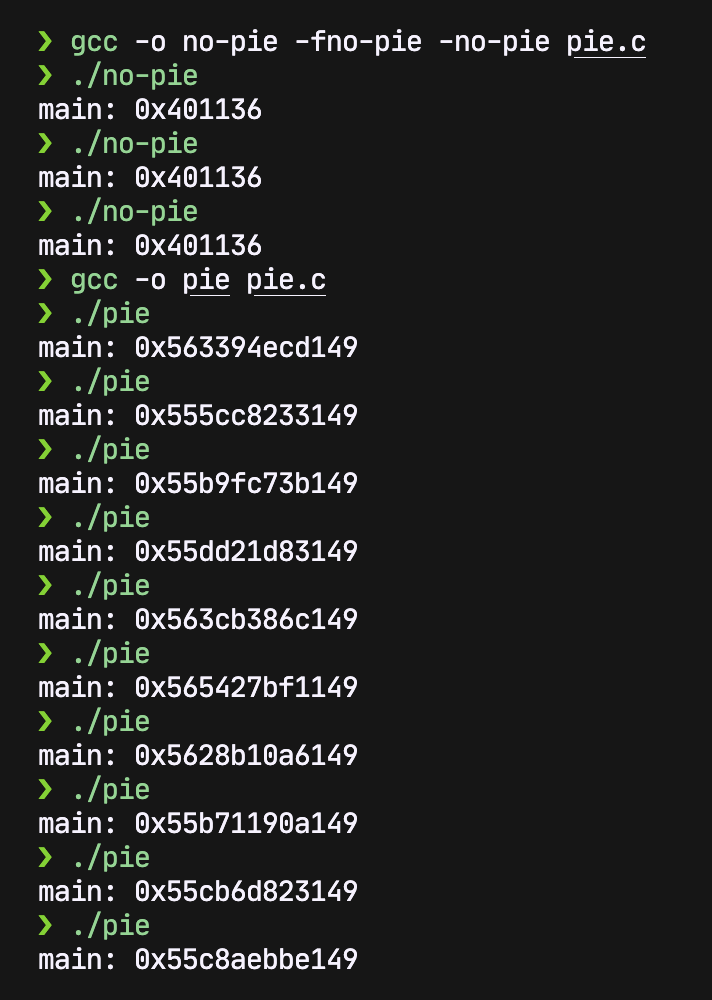 ❯ gcc -o no-pie -fno-pie -no-pie pie.c
❯ ./no-pie
main: 0x401136
❯ ./no-pie
main: 0x401136
❯ ./no-pie
main: 0x401136
❯ gcc -o pie pie.c
❯ ./pie
main: 0x563394ecd149
❯ ./pie
main: 0x555cc8233149
❯ ./pie
main: 0x55b9fc73b149
❯ ./pie
main: 0x55dd21d83149
❯ ./pie
main: 0x563cb386c149
❯ ./pie
main: 0x565427bf1149
❯ ./pie
main: 0x5628b10a6149
❯ ./pie
main: 0x55b71190a149
❯ ./pie
main: 0x55cb6d823149
❯ ./pie
main: 0x55c8aebbe149